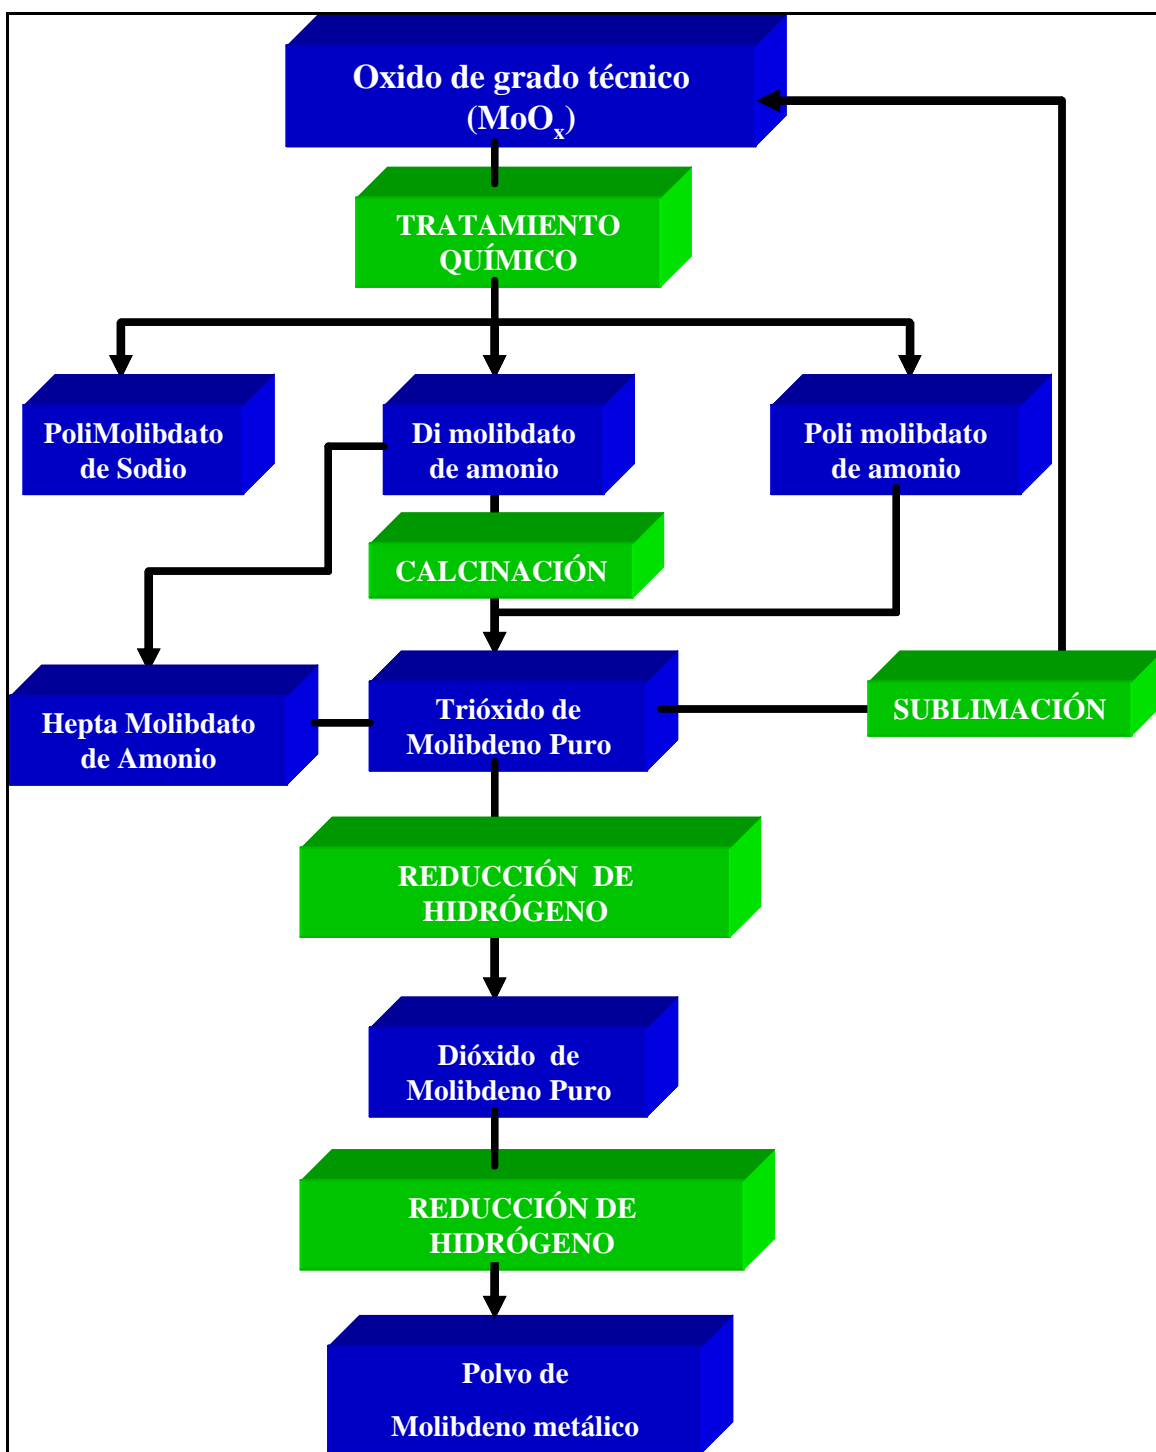 Oxido de grado técnico
(MoOx)
TRATAMIENTO
QUÍMICO
PoliMolibdato
de Sodio
Di molibdato
de amonio
Poli molibdato
de amonio
CALCINACIÓN
Hepta Molibdato
de Amonio
Trióxido de
Molibdeno Puro
SUBLIMACIÓN
REDUCCIÓN DE
HIDRÓGENO
Dióxido de
Molibdeno Puro
REDUCCIÓN DE
HIDRÓGENO
Polvo de
Molibdeno metálico